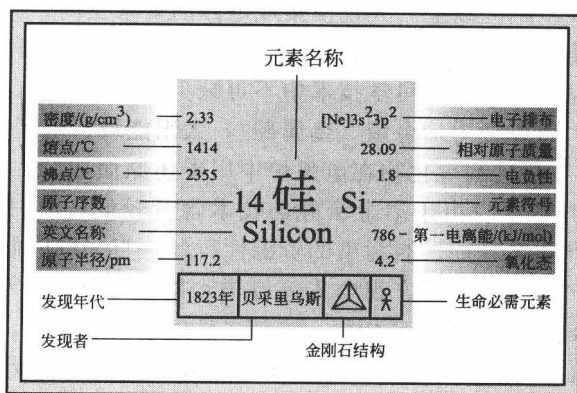 元素名称
密度/(g/cm³) 2.33 [Ne]3s²3p² 电子排布
熔点/℃ 1414 28.09 相对原子质量
沸点/℃ 2355 1.8 电负性
原子序数 14 硅 Si 元素符号
英文名称 Silicon 786 第一电离能/(kJ/mol)
原子半径/pm 117.2 4.2 氧化态
发现年代 1823年 贝采里乌斯 生命必需元素
发现者 金刚石结构